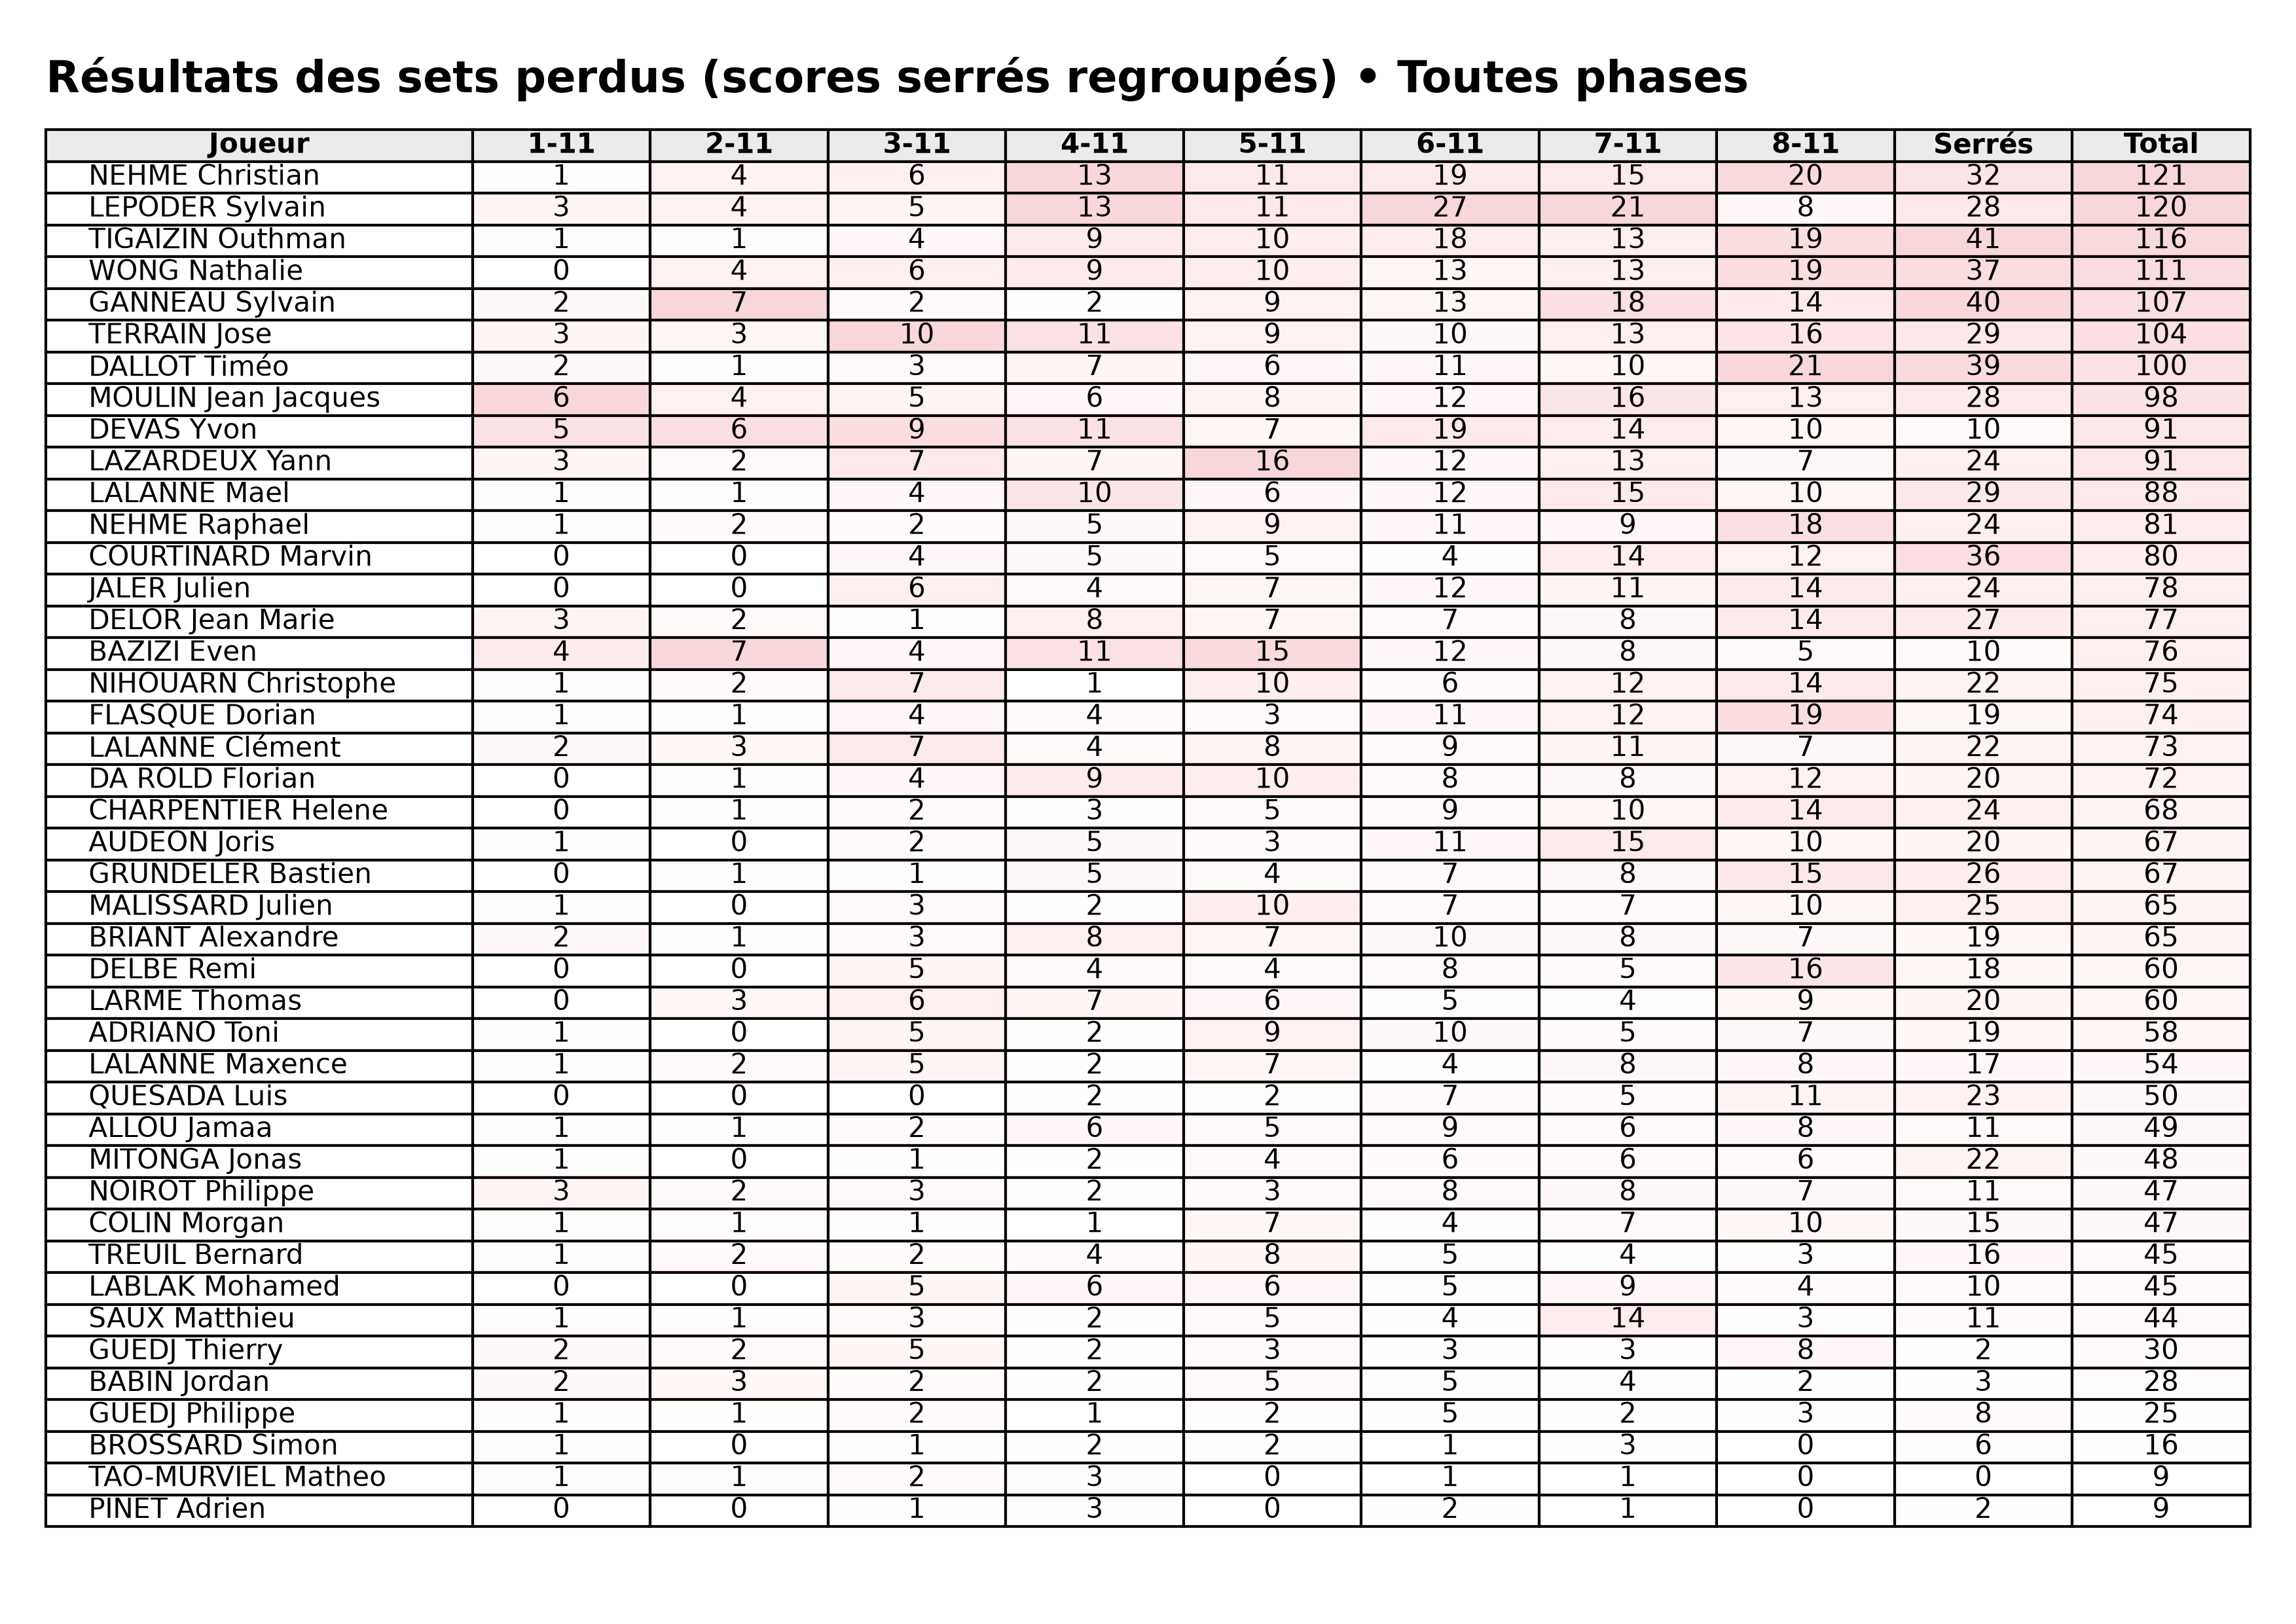 Résultats des sets perdus (scores serrés regroupés) • Toutes phases
Joueur 1-11 2-11 3-11 4-11 5-11 6-11 7-11 8-11 Serrés Total
NEHME Christian 1 4 6 13 11 19 15 20 32 121
LEPODER Sylvain 3 4 5 13 11 27 21 8 28 120
TIGAIZIN Outhman 1 1 4 9 10 18 13 19 41 116
WONG Nathalie 0 4 6 9 10 13 13 19 37 111
GANNEAU Sylvain 2 7 2 2 9 13 18 14 40 107
TERRAIN Jose 3 3 10 11 9 10 13 16 29 104
DALLOT Timéo 2 1 3 7 6 11 10 21 39 100
MOULIN Jean Jacques 6 4 5 6 8 12 16 13 28 98
DEVAS Yvon 5 6 9 11 7 19 14 10 10 91
LAZARDEUX Yann 3 2 7 7 16 12 13 7 24 91
LALANNE Mael 1 1 4 10 6 12 15 10 29 88
NEHME Raphael 1 2 2 5 9 11 9 18 24 81
COURTINARD Marvin 0 0 4 5 5 4 14 12 36 80
JALER Julien 0 0 6 4 7 12 11 14 24 78
DELOR Jean Marie 3 2 1 8 7 7 8 14 27 77
BAZIZI Even 4 7 4 11 15 12 8 5 10 76
NIHOUARN Christophe 1 2 7 1 10 6 12 14 22 75
FLASQUE Dorian 1 1 4 4 3 11 12 19 19 74
LALANNE Clément 2 3 7 4 8 9 11 7 22 73
DA ROLD Florian 0 1 4 9 10 8 8 12 20 72
CHARPENTIER Helene 0 1 2 3 5 9 10 14 24 68
AUDEON Joris 1 0 2 5 3 11 15 10 20 67
GRUNDELER Bastien 0 1 1 5 4 7 8 15 26 67
MALISSARD Julien 1 0 3 2 10 7 7 10 25 65
BRIANT Alexandre 2 1 3 8 7 10 8 7 19 65
DELBE Remi 0 0 5 4 4 8 5 16 18 60
LARME Thomas 0 3 6 7 6 5 4 9 20 60
ADRIANO Toni 1 0 5 2 9 10 5 7 19 58
LALANNE Maxence 1 2 5 2 7 4 8 8 17 54
QUESADA Luis 0 0 0 2 2 7 5 11 23 50
ALLOU Jamaa 1 1 2 6 5 9 6 8 11 49
MITONGA Jonas 1 0 1 2 4 6 6 6 22 48
NOIROT Philippe 3 2 3 2 3 8 8 7 11 47
COLIN Morgan 1 1 1 1 7 4 7 10 15 47
TREUIL Bernard 1 2 2 4 8 5 4 3 16 45
LABLAK Mohamed 0 0 5 6 6 5 9 4 10 45
SAUX Matthieu 1 1 3 2 5 4 14 3 11 44
GUEDJ Thierry 2 2 5 2 3 3 3 8 2 30
BABIN Jordan 2 3 2 2 5 5 4 2 3 28
GUEDJ Philippe 1 1 2 1 2 5 2 3 8 25
BROSSARD Simon 1 0 1 2 2 1 3 0 6 16
TAO-MURVIEL Matheo 1 1 2 3 0 1 1 0 0 9
PINET Adrien 0 0 1 3 0 2 1 0 2 9